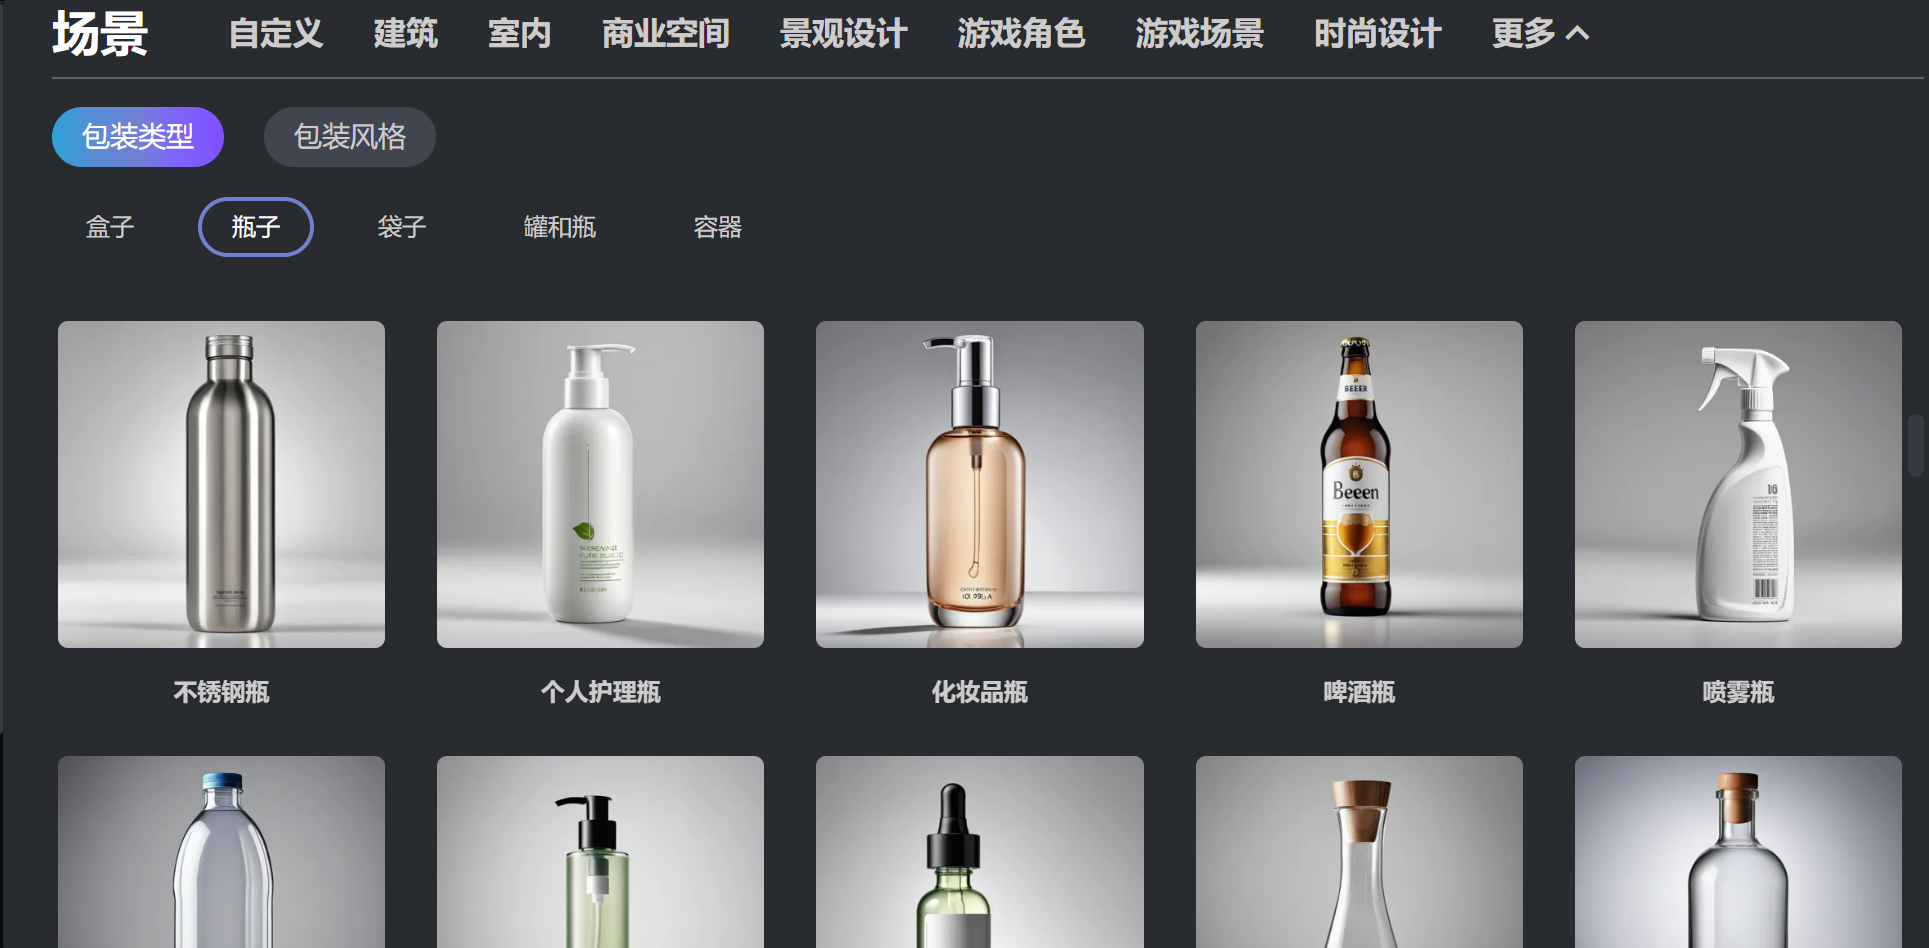 场景 自定义 建筑 室内 商业空间 景观设计 游戏角色 游戏场景 时尚设计 更多
包装类型 包装风格
盒子 瓶子 袋子 罐和瓶 容器
BEEER
Beeen
16
不锈钢瓶 个人护理瓶 化妆品瓶 啤酒瓶 喷雾瓶